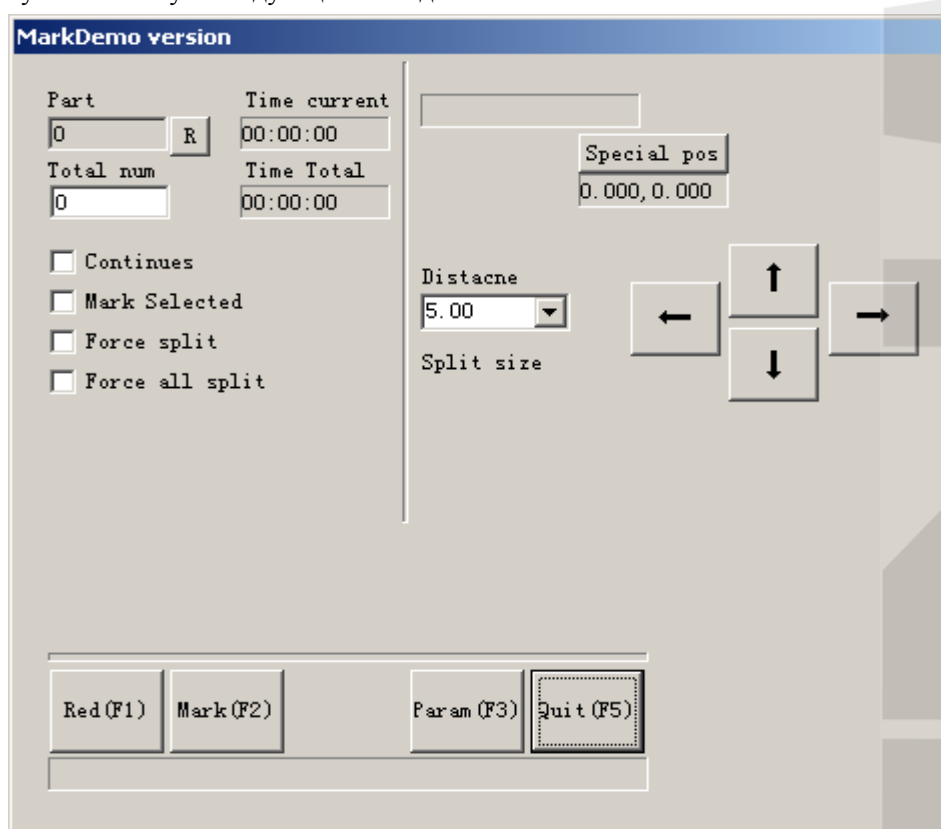 MarkDemo version
Part
0
R
Time current
00:00:00
Total num
0
Time Total
00:00:00
Continues
Mark Selected
Force split
Force all split
Special pos
0.000,0.000
Distacne
5.00
Split size
Red(F1)
Mark(F2)
Param(F3)
Quit(F5)